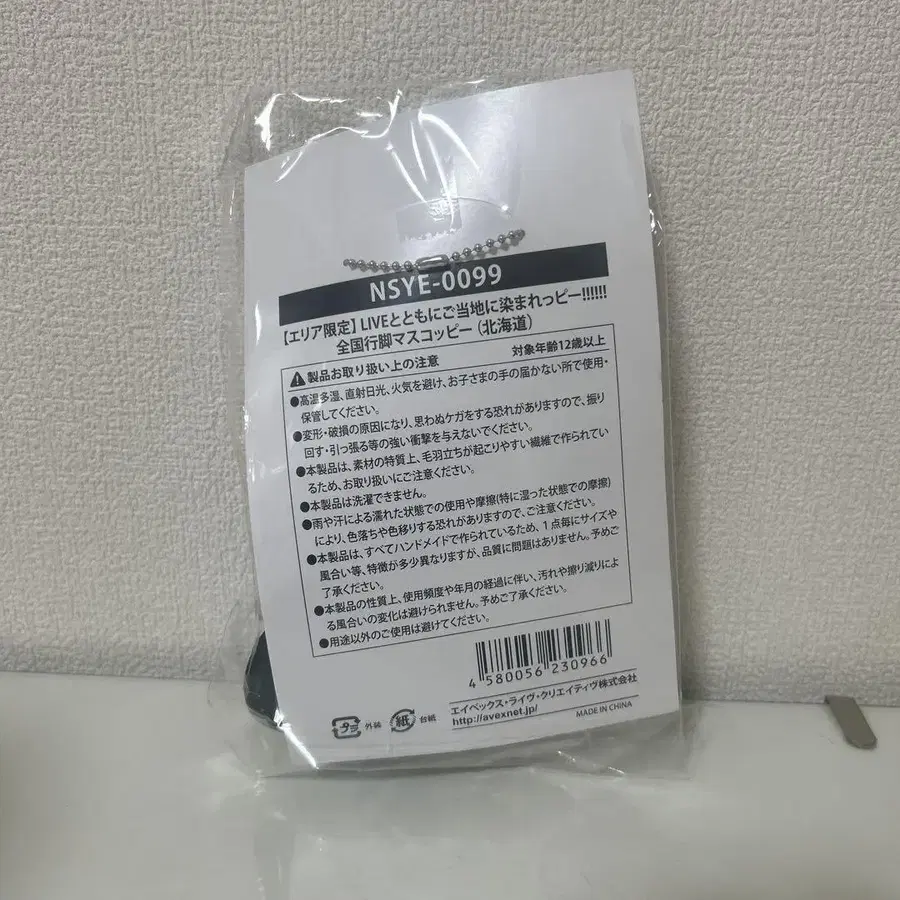 NSYE-0099
【エリア限定】LIVEとともにご当地に染まれっピー!!!!!!
全国行脚マスコッピー（北海道）
製品お取り扱い上の注意 対象年齢12歳以上
●高温多湿、直射日光、火気を避け、お子さまの手の届かない所で使用・
保管してください。
●変形・破損の原因になり、思わぬケガをする恐れがありますので、振り
回す・引っ張る等の強い衝撃を与えないでください。
●本製品は、素材の特質上、毛羽立ちが起こりやすい繊維で作られてい
るため、お取り扱いにご注意ください。
●本製品は洗濯できません。
●雨や汗による濡れた状態での使用や摩擦(特に湿った状態での摩擦)
により、色落ちや色移りする恐れがありますので、ご注意ください。
●本製品は、すべてハンドメイドで作られているため、1点毎にサイズや
風合い等、特徴が多少異なりますが、品質に問題はありません。予めご
了承ください。
●本製品の性質上、使用頻度や年月の経過に伴い、汚れや擦り減りによ
る風合いの変化は避けられません。予めご了承ください。
●用途以外のご使用は避けてください。
4 580056 230966
エイベックス・ライヴ・クリエイティヴ株式会社
プラ 外装 紙 台紙 http://avexnet.jp/ MADE IN CHINA